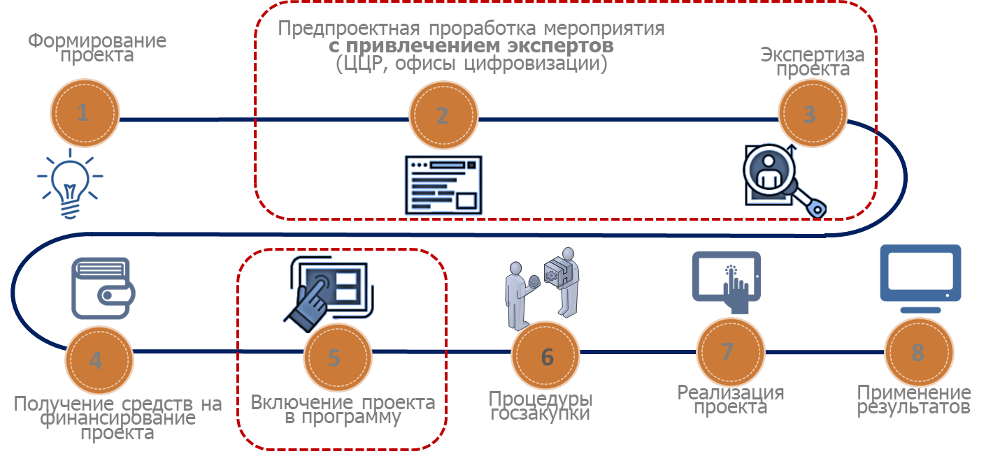 Формирование
проекта
1
Предпроектная проработка мероприятия
с привлечением экспертов
(ЦЦР, офисы цифровизации)
2
Экспертиза
проекта
3
4
Получение средств на
финансирование
проекта
5
Включение проекта
в программу
6
Процедуры
госзакупки
7
Реализация
проекта
8
Применение
результатов